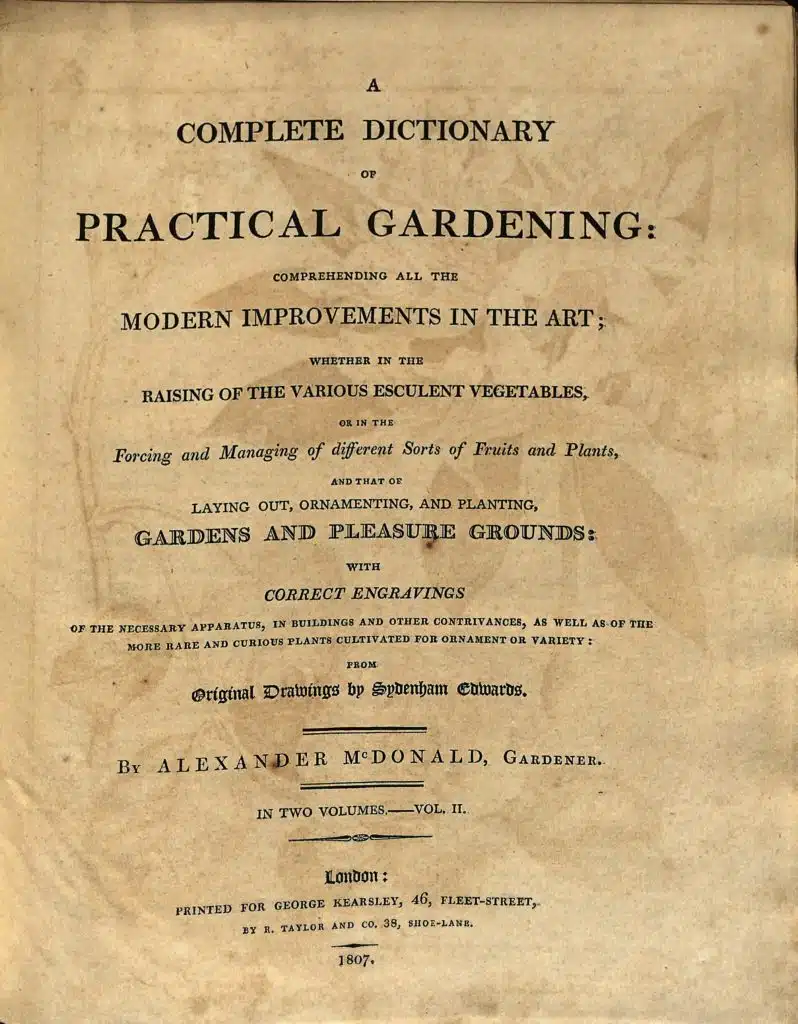 A
COMPLETE DICTIONARY
OF
PRACTICAL GARDENING:
COMPREHENDING ALL THE
MODERN IMPROVEMENTS IN THE ART;
WHETHER IN THE
RAISING OF THE VARIOUS ESCULENT VEGETABLES,
OR IN THE
Forcing and Managing of different Sorts of Fruits and Plants,
AND THAT OF
LAYING OUT, ORNAMENTING, AND PLANTING,
GARDENS AND PLEASURE GROUNDS:
WITH
CORRECT ENGRAVINGS
OF THE NECESSARY APPARATUS, IN BUILDINGS AND OTHER CONTRIVANCES, AS WELL AS OF THE
MORE RARE AND CURIOUS PLANTS CULTIVATED FOR ORNAMENT OR VARIETY:
FROM
Original Drawings by Sydenham Edwards.
BY ALEXANDER McDONALD, GARDENER.
IN TWO VOLUMES.—VOL. II.
London:
PRINTED FOR GEORGE KEARSLEY, 46, FLEET-STREET,
BY R. TAYLOR AND CO. 38, SHOE-LANE.
1807.